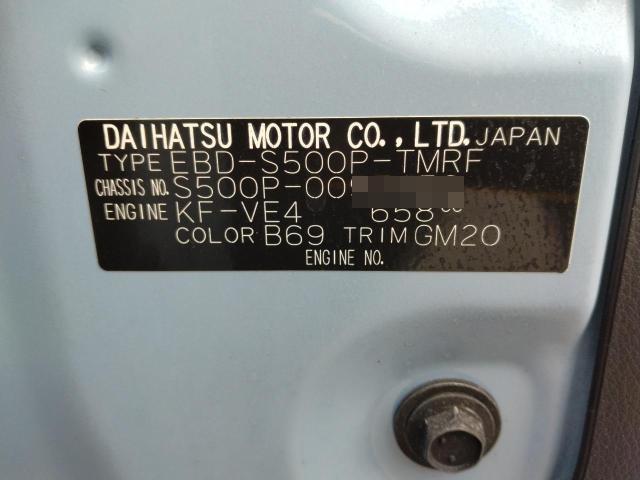 DAIHATSU MOTOR CO., LTD. JAPAN
TYPE EBD-S500P-TMRF
CHASSIS NO. S500P-00
ENGINE KF-VE4 658cc
COLOR B69 TRIM GM20
ENGINE NO.